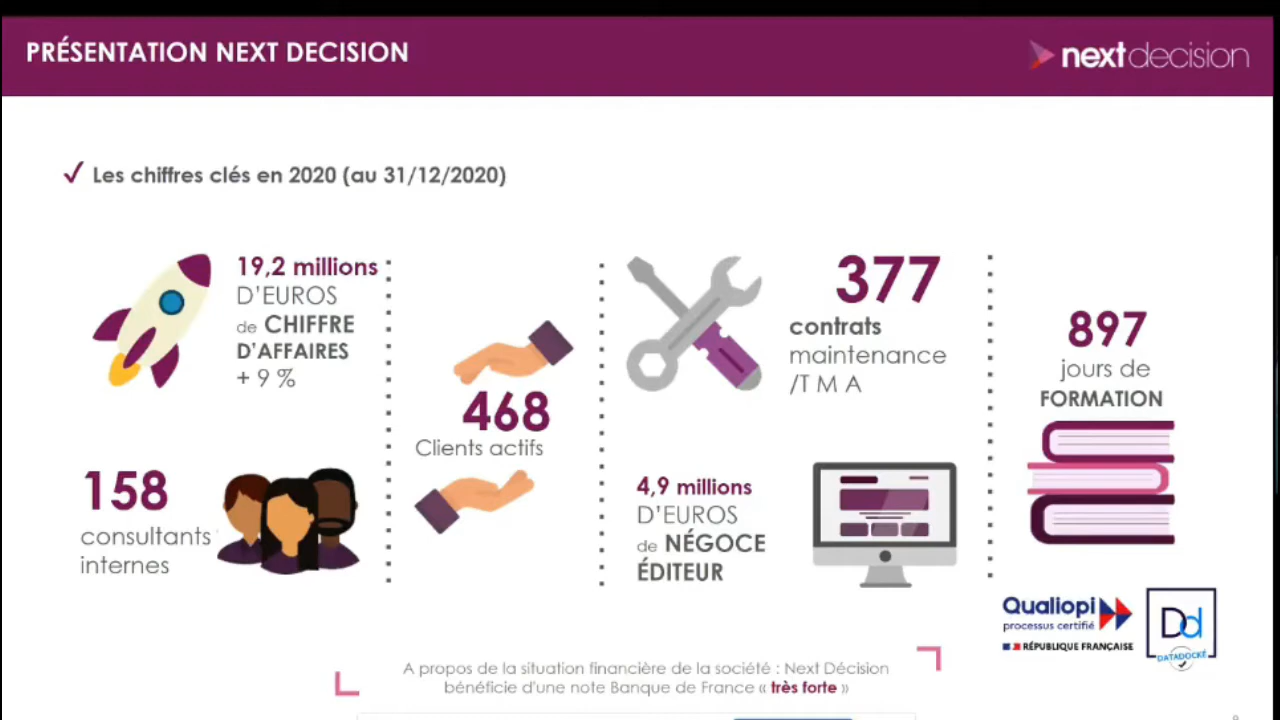 PRÉSENTATION NEXT DECISION
nextdecision
Les chiffres clés en 2020 (au 31/12/2020)
19,2 millions
D'EUROS
de CHIFFRE
D'AFFAIRES
+ 9 %
158
consultants
internes
468
Clients actifs
377
contrats
maintenance
/T M A
4,9 millions
D'EUROS
de NÉGOCE
ÉDITEUR
897
jours de
FORMATION
Qualiopi
processus certifié
RÉPUBLIQUE FRANÇAISE
Dd
DATADOCKÉ
A propos de la situation financière de la société : Next Décision
bénéficie d'une note Banque de France « très forte »